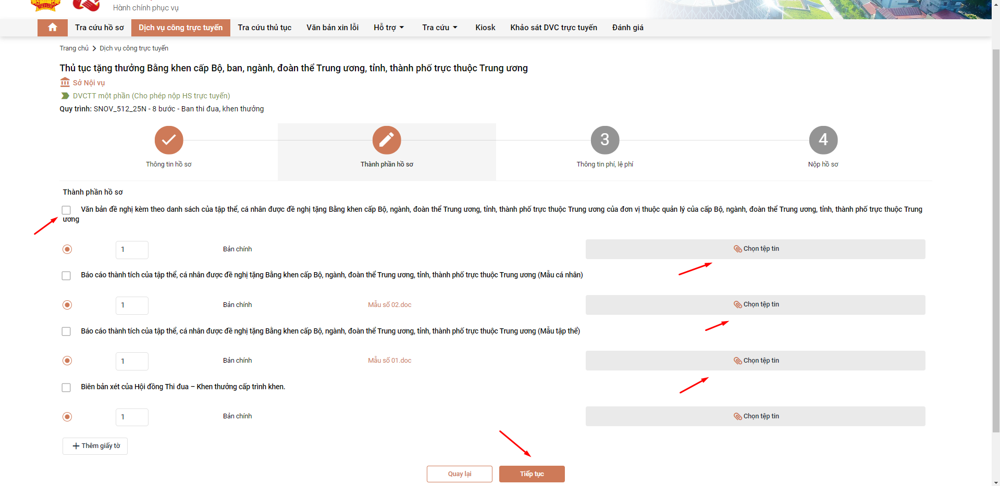 VIỆT NAM
Hành chính phục vụ
Tra cứu hồ sơ Dịch vụ công trực tuyến Tra cứu thủ tục Văn bản xin lỗi Hỗ trợ Tra cứu Kiosk Khảo sát DVC trực tuyến Đánh giá
Trang chủ Dịch vụ công trực tuyến
Thủ tục tặng thưởng Bằng khen cấp Bộ, ban, ngành, đoàn thể Trung ương, tỉnh, thành phố trực thuộc Trung ương
Sở Nội vụ
DVCTT một phần (Cho phép nộp HS trực tuyến)
Quy trình: SNOV_512_25N - 8 bước - Ban thi đua, khen thưởng
3 4
Thông tin hồ sơ Thành phần hồ sơ Thông tin phí, lệ phí Nộp hồ sơ
Thành phần hồ sơ
Văn bản đề nghị kèm theo danh sách của tập thể, cá nhân được đề nghị tặng Bằng khen cấp Bộ, ngành, đoàn thể Trung ương, tỉnh, thành phố trực thuộc Trung ương của đơn vị thuộc quản lý của cấp Bộ, ngành, đoàn thể Trung ương, tỉnh, thành phố trực thuộc Trung
ương
1 Bản chính Chọn tệp tin
Báo cáo thành tích của tập thể, cá nhân được đề nghị tặng Bằng khen cấp Bộ, ngành, đoàn thể Trung ương, tỉnh, thành phố trực thuộc Trung ương (Mẫu cá nhân)
1 Bản chính Mẫu số 02.doc Chọn tệp tin
Báo cáo thành tích của tập thể, cá nhân được đề nghị tặng Bằng khen cấp Bộ, ngành, đoàn thể Trung ương, tỉnh, thành phố trực thuộc Trung ương (Mẫu tập thể)
1 Bản chính Mẫu số 01.doc Chọn tệp tin
Biên bản xét của Hội đồng Thi đua – Khen thưởng cấp trình khen.
1 Bản chính Chọn tệp tin
+ Thêm giấy tờ
Quay lại Tiếp tục